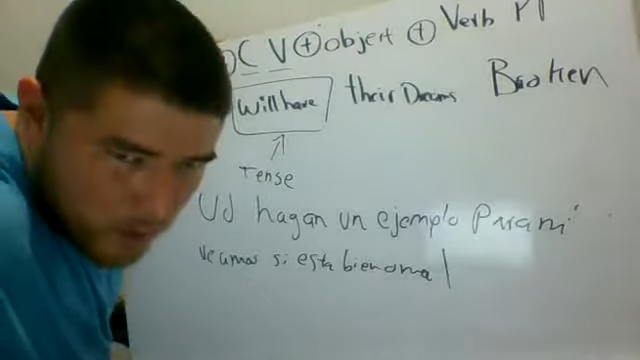 C V + objert + Verb PP
Will have their Dreams Broken
Tense
Ud hagan un ejemplo Para mi
Veamos si esta bien o mal